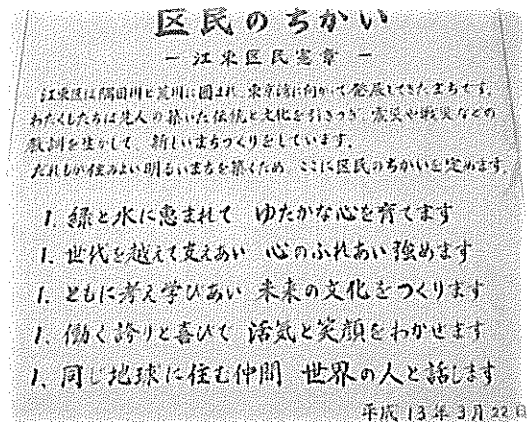 区民のちかい
― 江東区民憲章 ―
江東区は隅田川と荒川に囲まれ 東京湾に向かって発展してきたまちです。
わたくしたちは先人の築いた伝統と文化を引きつぎ 震災や戦災などの
教訓を生かして 新しいまちづくりをしています。
だれもが住みよい明るいまちを築くため ここに区民のちかいを定めます。
1. 緑と水に恵まれて ゆたかな心を育てます
1. 世代を越えて支えあい 心のふれあい強めます
1. ともに考え学びあい 未来の文化をつくります
1. 働く誇りと喜びで 活気と笑顔をわかせます
1. 同じ地球に住む仲間 世界の人と話します
平成13年3月22日